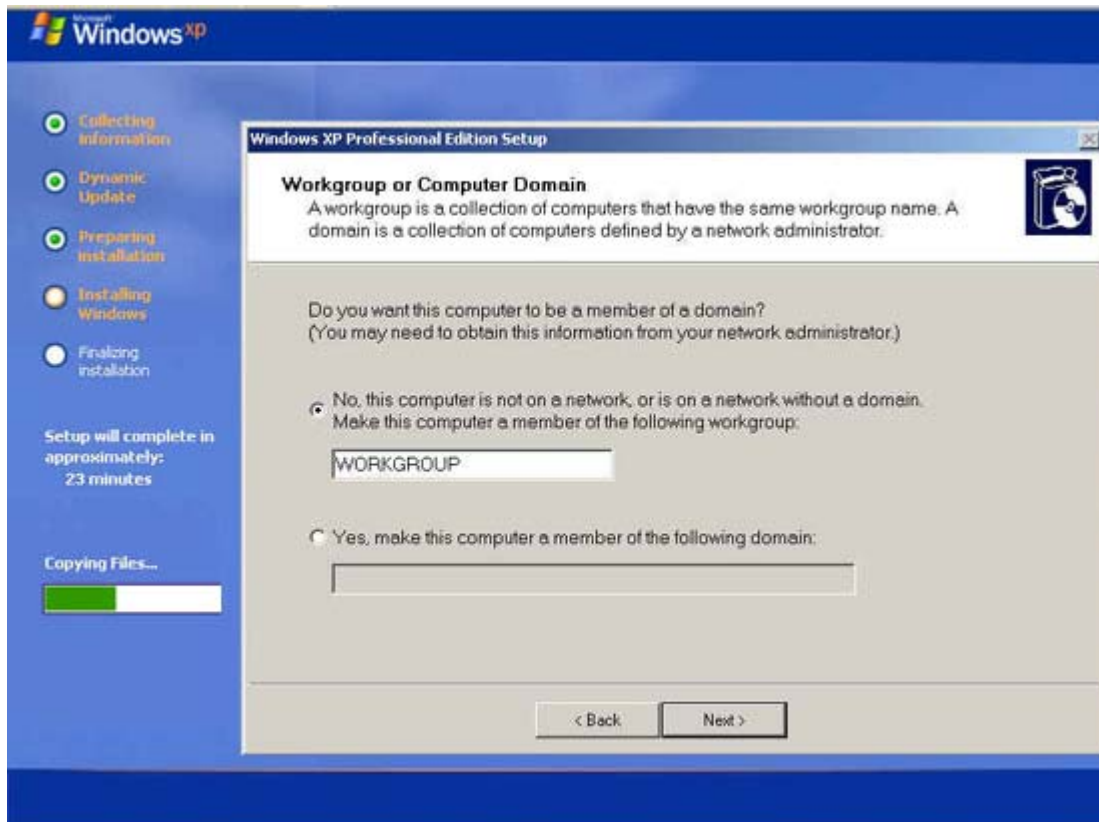 Microsoft
Windows xp
Collecting
information
Dynamic
Update
Preparing
installation
Installing
Windows
Finalizing
installation
Setup will complete in
approximately:
23 minutes
Copying Files...
Windows XP Professional Edition Setup
Workgroup or Computer Domain
A workgroup is a collection of computers that have the same workgroup name. A
domain is a collection of computers defined by a network administrator.
Do you want this computer to be a member of a domain?
(You may need to obtain this information from your network administrator.)
No, this computer is not on a network, or is on a network without a domain.
Make this computer a member of the following workgroup:
WORKGROUP
Yes, make this computer a member of the following domain:
< Back
Next >